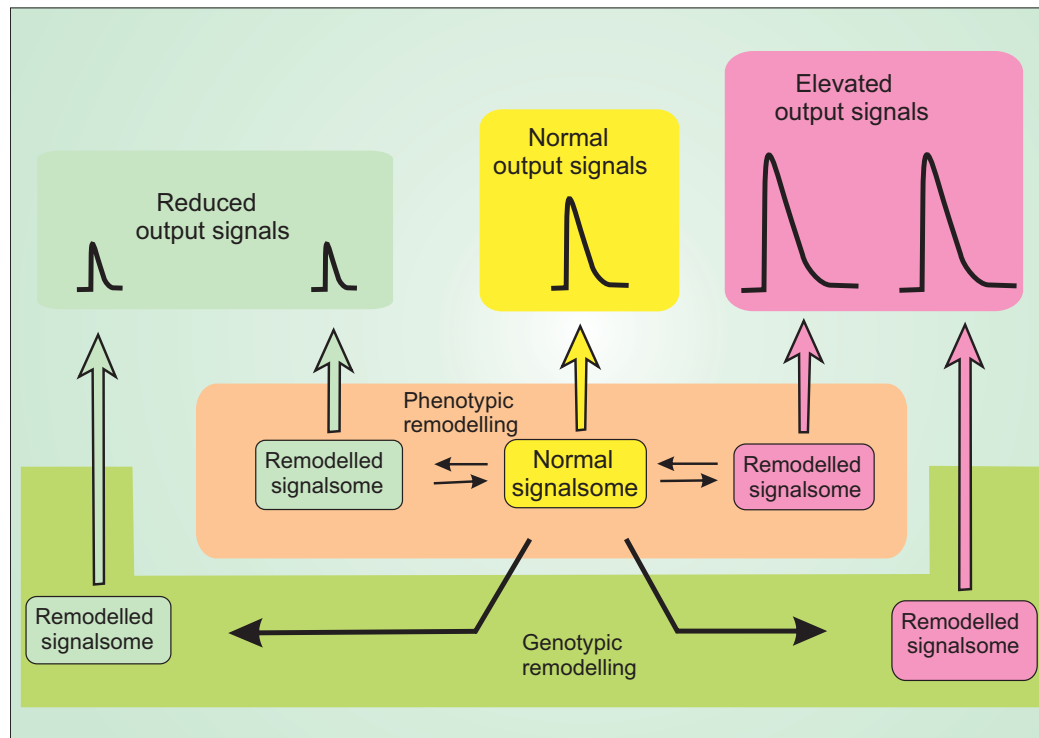 Elevated
output signals
Normal
output signals
Reduced
output signals
Phenotypic
remodelling
Remodelled
signalsome
Normal
signalsome
Remodelled
signalsome
Remodelled
signalsome
Genotypic
remodelling
Remodelled
signalsome